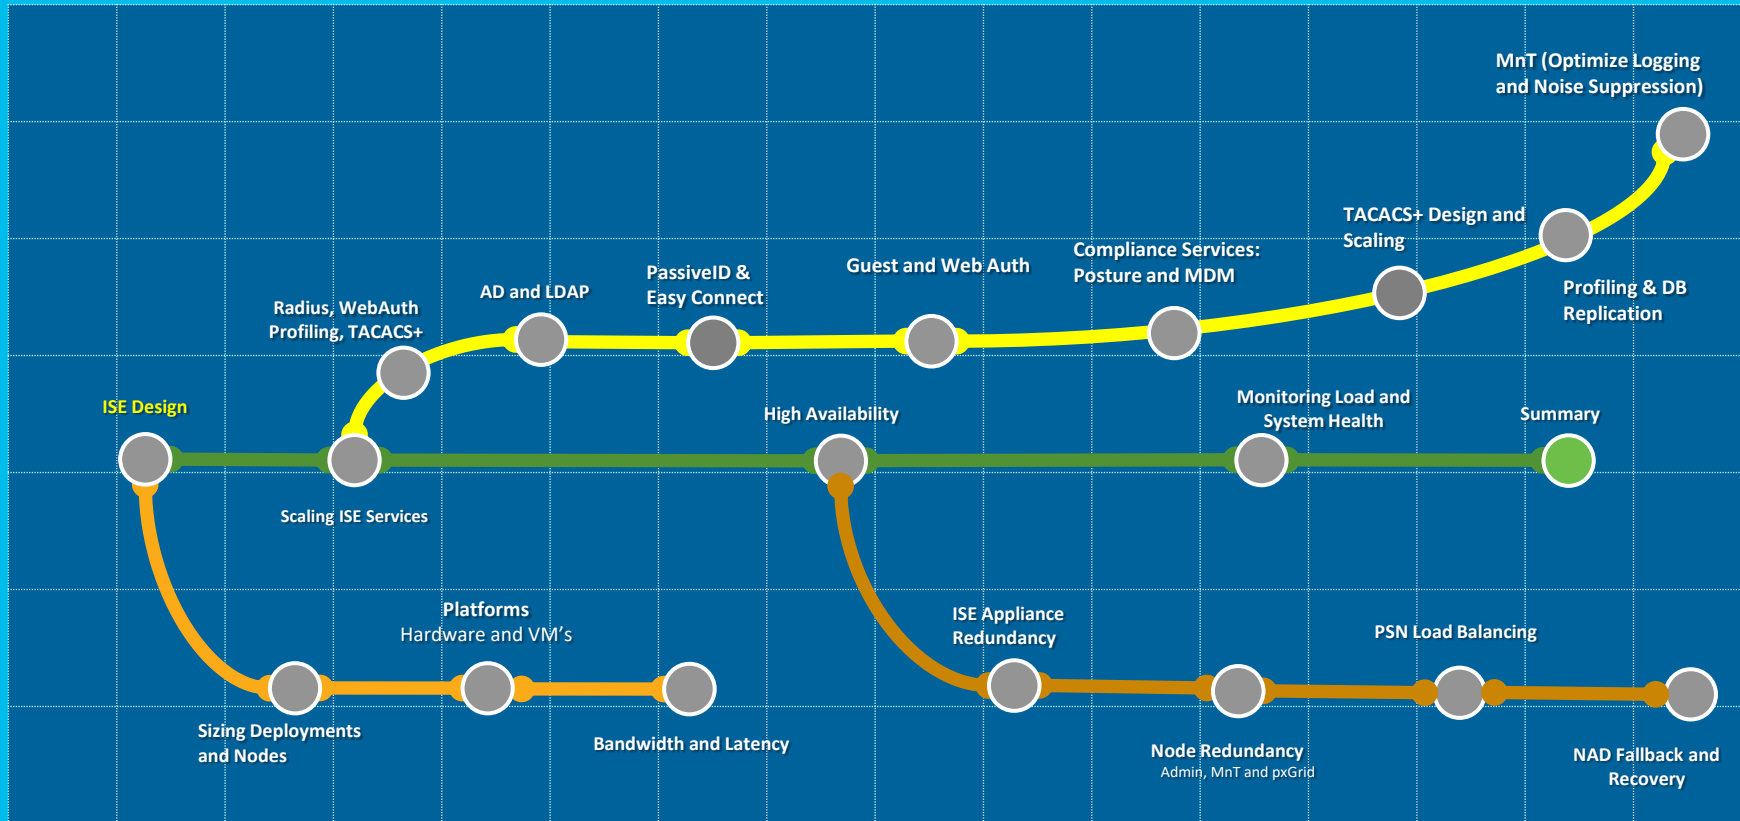 MnT (Optimize Logging
and Noise Suppression)
TACACS+ Design and
Scaling
Compliance Services:
Posture and MDM
Guest and Web Auth
PassiveID &
Easy Connect
AD and LDAP
Radius, WebAuth
Profiling, TACACS+
Profiling & DB
Replication
ISE Design
High Availability
Monitoring Load and
System Health
Summary
Scaling ISE Services
Platforms
Hardware and VM's
ISE Appliance
Redundancy
PSN Load Balancing
Sizing Deployments
and Nodes
Bandwidth and Latency
Node Redundancy
Admin, MnT and pxGrid
NAD Fallback and
Recovery